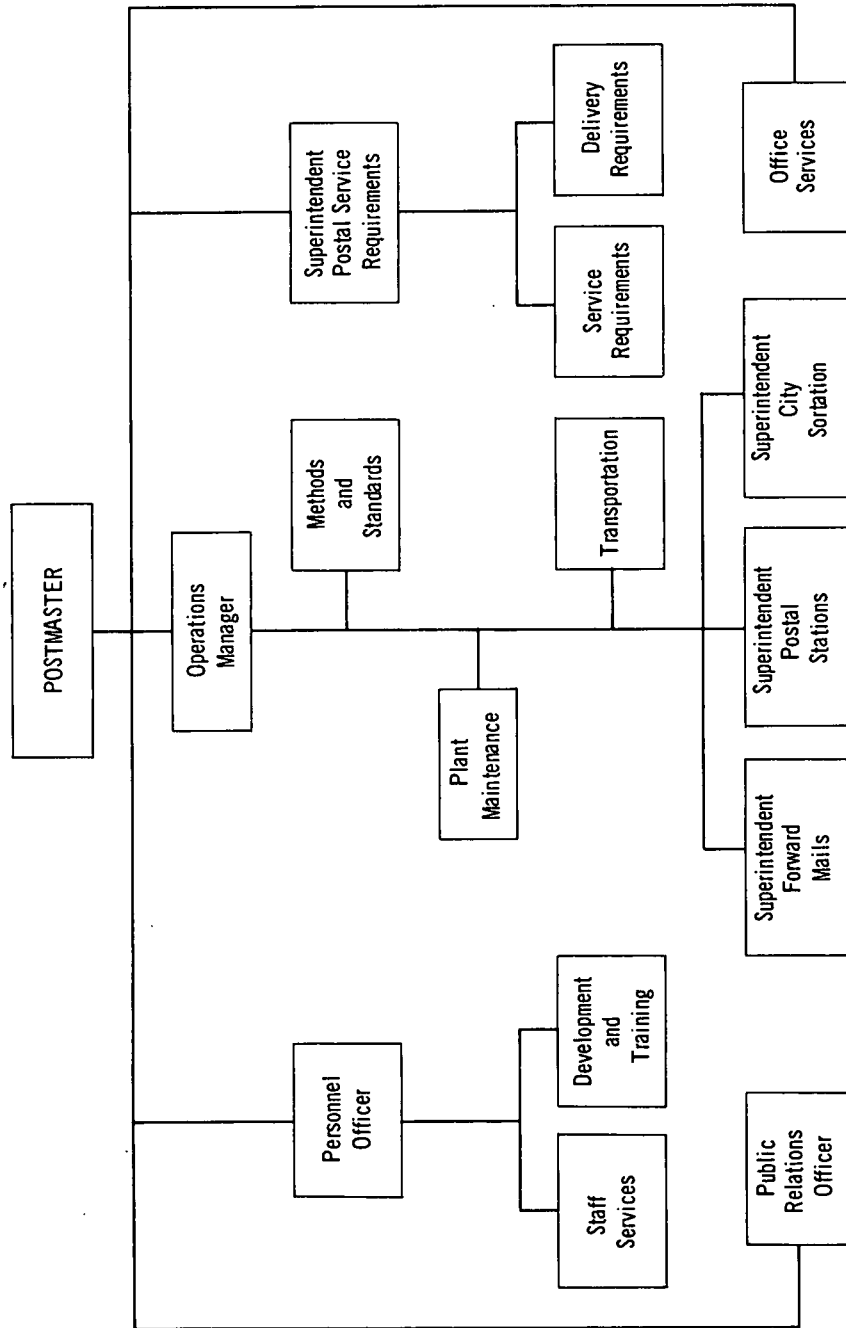 POSTMASTER
Operations
Manager
Personnel
Officer
Methods
and
Standards
Superintendent
Postal Service
Requirements
Plant
Maintenance
Staff
Services
Development
and
Training
Transportation
Service
Requirements
Delivery
Requirements
Public
Relations
Officer
Superintendent
Forward
Mails
Superintendent
Postal
Stations
Superintendent
City
Sortation
Office
Services